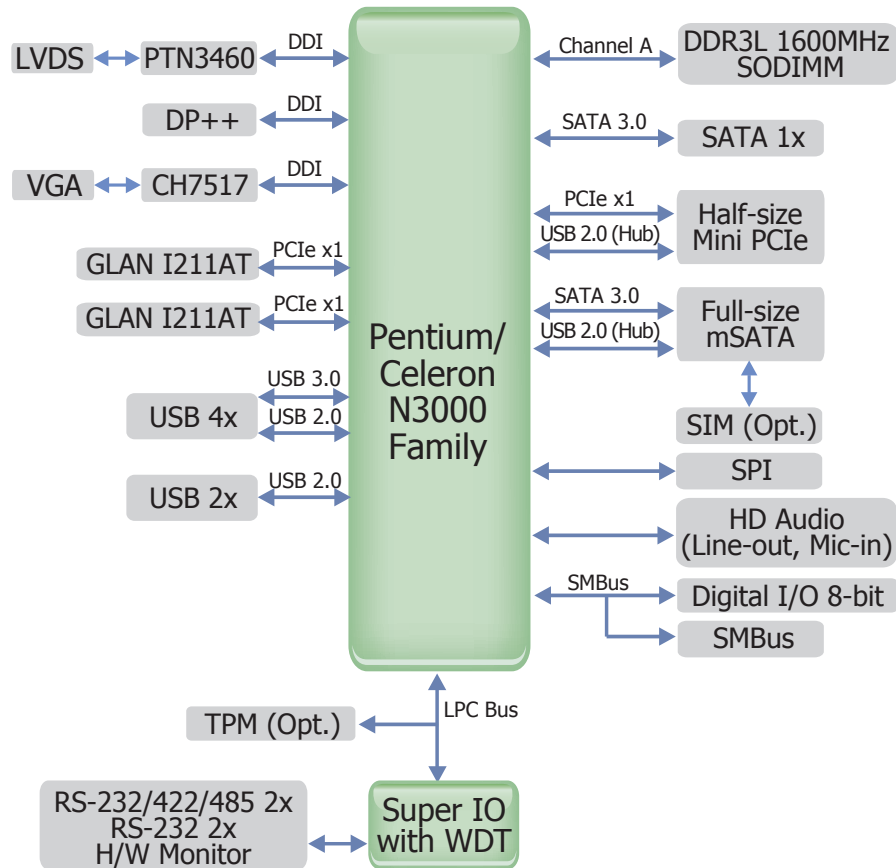 LVDS
PTN3460
DDI
DP++
DDI
VGA
CH7517
DDI
GLAN I211AT
PCIe x1
GLAN I211AT
PCIe x1
USB 4x
USB 3.0
USB 2.0
USB 2x
USB 2.0
Pentium/
Celeron
N3000
Family
Channel A
DDR3L 1600MHz
SODIMM
SATA 3.0
SATA 1x
PCIe x1
USB 2.0 (Hub)
Half-size
Mini PCIe
SATA 3.0
USB 2.0 (Hub)
Full-size
mSATA
SIM (Opt.)
SPI
HD Audio
(Line-out, Mic-in)
SMBus
Digital I/O 8-bit
SMBus
LPC Bus
TPM (Opt.)
RS-232/422/485 2x
RS-232 2x
H/W Monitor
Super IO
with WDT